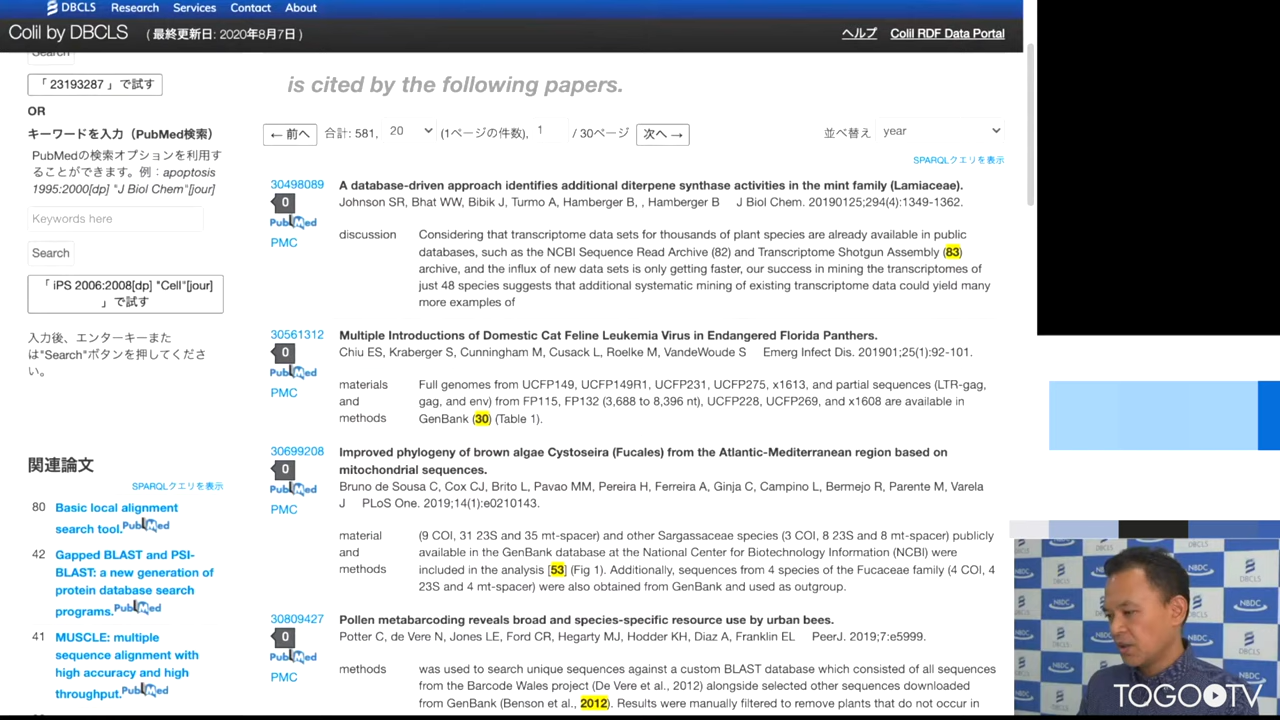 DBCLS Research Services Contact About
Colil by DBCLS ( 最終更新日: 2020年8月7日 ) ヘルプ Colil RDF Data Portal
Search
「 23193287 」で試す
OR
キーワードを入力（PubMed検索）
PubMedの検索オプションを利用す
ることができます。例：apoptosis
1995:2000[dp] "J Biol Chem"[jour]
Keywords here
Search
「 iPS 2006:2008[dp] "Cell"[jour]
」で試す
入力後、エンターキーまた
は"Search"ボタンを押してくださ
い。
関連論文
SPARQLクエリを表示
80 Basic local alignment
search tool. PubMed
42 Gapped BLAST and PSI-
BLAST: a new generation of
protein database search
programs. PubMed
41 MUSCLE: multiple
sequence alignment with
high accuracy and high
throughput. PubMed
is cited by the following papers.
← 前へ 合計: 581, 20 (1ページの件数), 1 / 30ページ 次へ → 並べ替え year
SPARQLクエリを表示
30498089 A database-driven approach identifies additional diterpene synthase activities in the mint family (Lamiaceae).
0 Johnson SR, Bhat WW, Bibik J, Turmo A, Hamberger B, , Hamberger B J Biol Chem. 20190125;294(4):1349-1362.
PubMed
PMC
discussion Considering that transcriptome data sets for thousands of plant species are already available in public
databases, such as the NCBI Sequence Read Archive (82) and Transcriptome Shotgun Assembly (83)
archive, and the influx of new data sets is only getting faster, our success in mining the transcriptomes of
just 48 species suggests that additional systematic mining of existing transcriptome data could yield many
more examples of
30561312 Multiple Introductions of Domestic Cat Feline Leukemia Virus in Endangered Florida Panthers.
0 Chiu ES, Kraberger S, Cunningham M, Cusack L, Roelke M, VandeWoude S Emerg Infect Dis. 201901;25(1):92-101.
PubMed
PMC
materials Full genomes from UCFP149, UCFP149R1, UCFP231, UCFP275, x1613, and partial sequences (LTR-gag,
and gag, and env) from FP115, FP132 (3,688 to 8,396 nt), UCFP228, UCFP269, and x1608 are available in
methods GenBank (30) (Table 1).
30699208 Improved phylogeny of brown algae Cystoseira (Fucales) from the Atlantic-Mediterranean region based on
0 mitochondrial sequences.
PubMed Bruno de Sousa C, Cox CJ, Brito L, Pavao MM, Pereira H, Ferreira A, Ginja C, Campino L, Bermejo R, Parente M, Varela
PMC J PLoS One. 2019;14(1):e0210143.
material (9 COI, 31 23S and 35 mt-spacer) and other Sargassaceae species (3 COI, 8 23S and 8 mt-spacer) publicly
and available in the GenBank database at the National Center for Biotechnology Information (NCBI) were
methods included in the analysis [53] (Fig 1). Additionally, sequences from 4 species of the Fucaceae family (4 COI, 4
23S and 4 mt-spacer) were also obtained from GenBank and used as outgroup.
30809427 Pollen metabarcoding reveals broad and species-specific resource use by urban bees.
0 Potter C, de Vere N, Jones LE, Ford CR, Hegarty MJ, Hodder KH, Diaz A, Franklin EL PeerJ. 2019;7:e5999.
PubMed
PMC
methods was used to search unique sequences against a custom BLAST database which consisted of all sequences
from the Barcode Wales project (De Vere et al., 2012) alongside selected other sequences downloaded
from GenBank (Benson et al., 2012). Results were manually filtered to remove plants that do not occur in
DBCLS
NBDC
TOGOTV